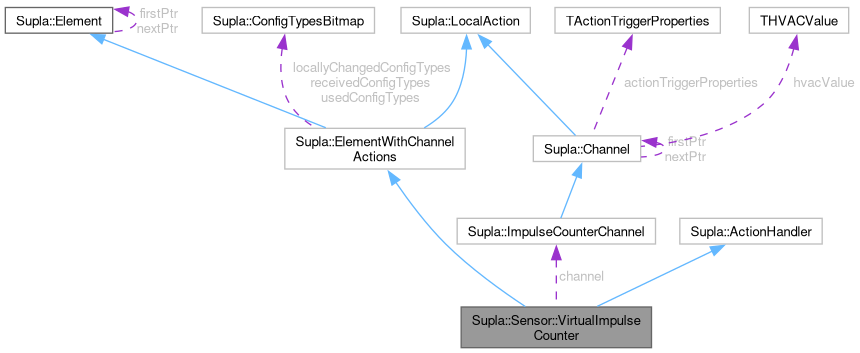 Supla::Element
firstPtr
nextPtr
Supla::ConfigTypesBitmap
Supla::LocalAction
TActionTriggerProperties
THVACValue
locallyChangedConfigTypes
receivedConfigTypes
usedConfigTypes
actionTriggerProperties
hvacValue
Supla::ElementWithChannel
Actions
Supla::Channel
firstPtr
nextPtr
Supla::ImpulseCounterChannel
Supla::ActionHandler
channel
Supla::Sensor::VirtualImpulse
Counter